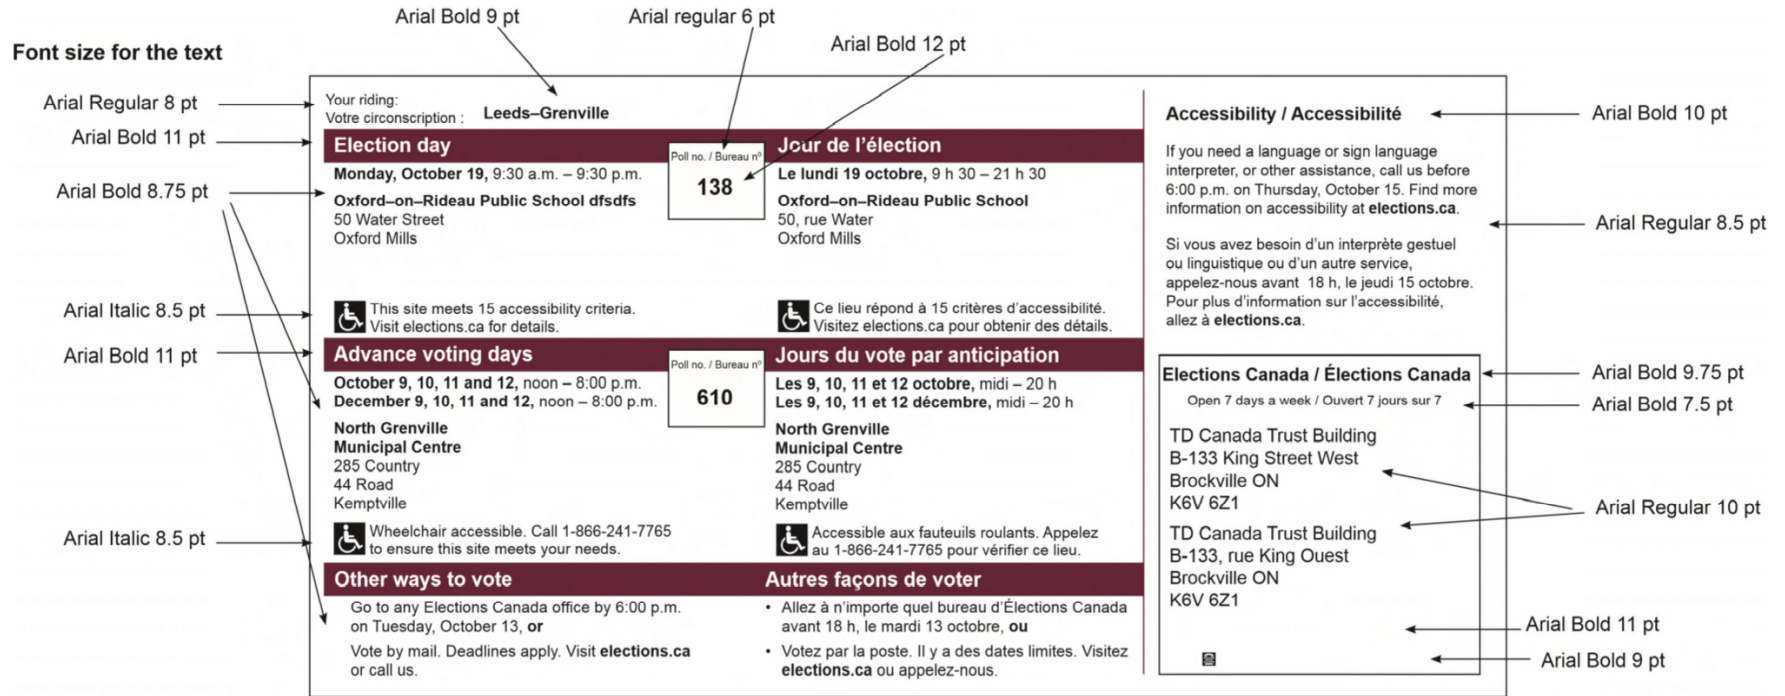 Arial Bold 9 pt
Arial regular 6 pt
Arial Bold 12 pt
Font size for the text
Arial Regular 8 pt
Arial Bold 11 pt
Arial Bold 8.75 pt
Arial Italic 8.5 pt
Arial Bold 11 pt
Arial Italic 8.5 pt
Your riding:
Votre circonscription :
Leeds–Grenville
Election day
Monday, October 19, 9:30 a.m. – 9:30 p.m.
Oxford–on–Rideau Public School dfsdfs
50 Water Street
Oxford Mills
This site meets 15 accessibility criteria.
Visit elections.ca for details.
Poll no. / Bureau nº
138
Jour de l’élection
Le lundi 19 octobre, 9 h 30 – 21 h 30
Oxford–on–Rideau Public School
50, rue Water
Oxford Mills
Ce lieu répond à 15 critères d’accessibilité.
Visitez elections.ca pour obtenir des détails.
Advance voting days
October 9, 10, 11 and 12, noon – 8:00 p.m.
December 9, 10, 11 and 12, noon – 8:00 p.m.
North Grenville
Municipal Centre
285 Country
44 Road
Kemptville
Wheelchair accessible. Call 1-866-241-7765
to ensure this site meets your needs.
Poll no. / Bureau nº
610
Jours du vote par anticipation
Les 9, 10, 11 et 12 octobre, midi – 20 h
Les 9, 10, 11 et 12 décembre, midi – 20 h
North Grenville
Municipal Centre
285 Country
44 Road
Kemptville
Accessible aux fauteuils roulants. Appelez
au 1-866-241-7765 pour vérifier ce lieu.
Other ways to vote
Go to any Elections Canada office by 6:00 p.m.
on Tuesday, October 13, or
Vote by mail. Deadlines apply. Visit elections.ca
or call us.
Autres façons de voter
• Allez à n’importe quel bureau d’Élections Canada
avant 18 h, le mardi 13 octobre, ou
• Votez par la poste. Il y a des dates limites. Visitez
elections.ca ou appelez-nous.
Accessibility / Accessibilité
If you need a language or sign language
interpreter, or other assistance, call us before
6:00 p.m. on Thursday, October 15. Find more
information on accessibility at elections.ca.
Si vous avez besoin d’un interprète gestuel
ou linguistique ou d’un autre service,
appelez-nous avant 18 h, le jeudi 15 octobre.
Pour plus d’information sur l’accessibilité,
allez à elections.ca.
Elections Canada / Élections Canada
Open 7 days a week / Ouvert 7 jours sur 7
TD Canada Trust Building
B-133 King Street West
Brockville ON
K6V 6Z1
TD Canada Trust Building
B-133, rue King Ouest
Brockville ON
K6V 6Z1
Arial Bold 10 pt
Arial Regular 8.5 pt
Arial Bold 9.75 pt
Arial Bold 7.5 pt
Arial Regular 10 pt
Arial Bold 11 pt
Arial Bold 9 pt